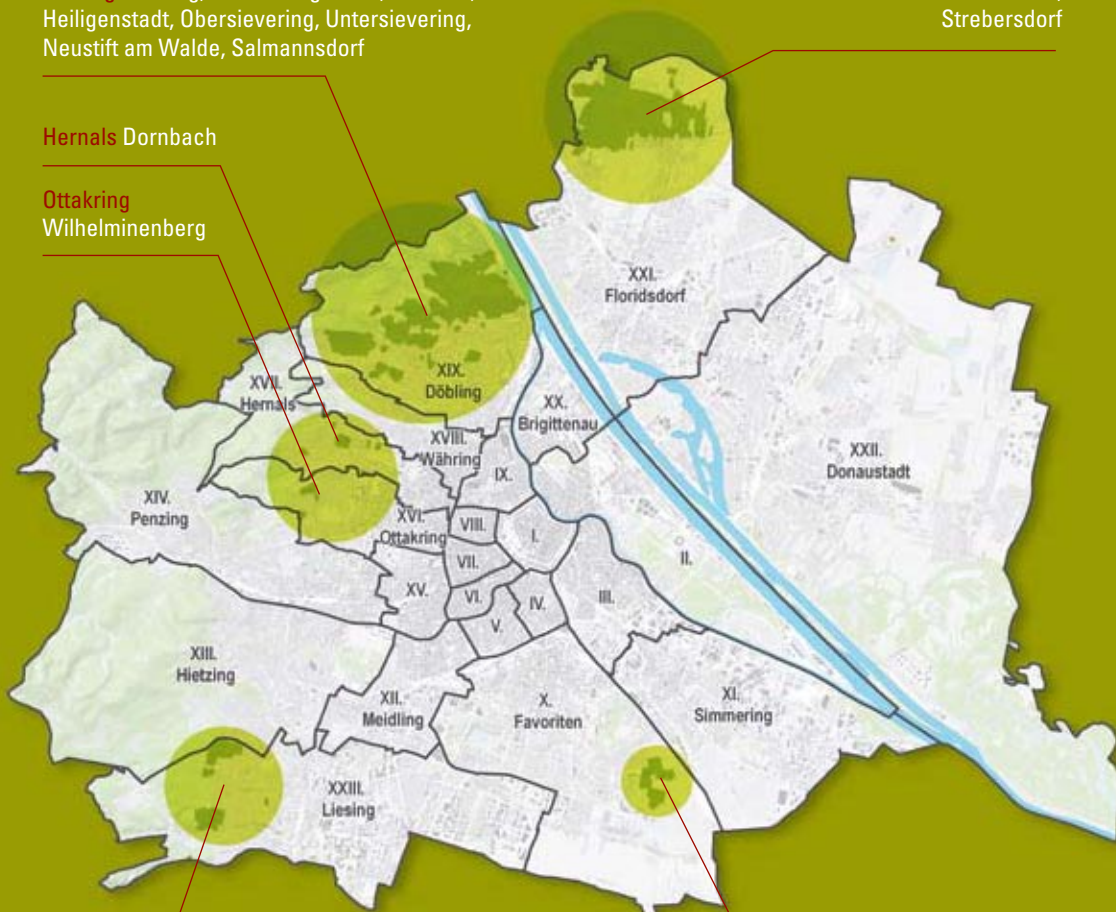 Heiligenstadt, Obersievering, Untersievering,
Neustift am Walde, Salmannsdorf
Strebersdorf
Hernals Dornbach
Ottakring
Wilhelminenberg
XXI.
Floridsdorf
XIX.
Döbling
XVII.
Hernals
XX.
Brigittenau
XVIII.
Währing
IX.
XXII.
Donaustadt
XIV.
Penzing
XVI.
Ottakring
VIII.
I.
VII.
II.
XV.
VI.
IV.
III.
V.
XIII.
Hietzing
XII.
Meidling
X.
Favoriten
XI.
Simmering
XXIII.
Liesing